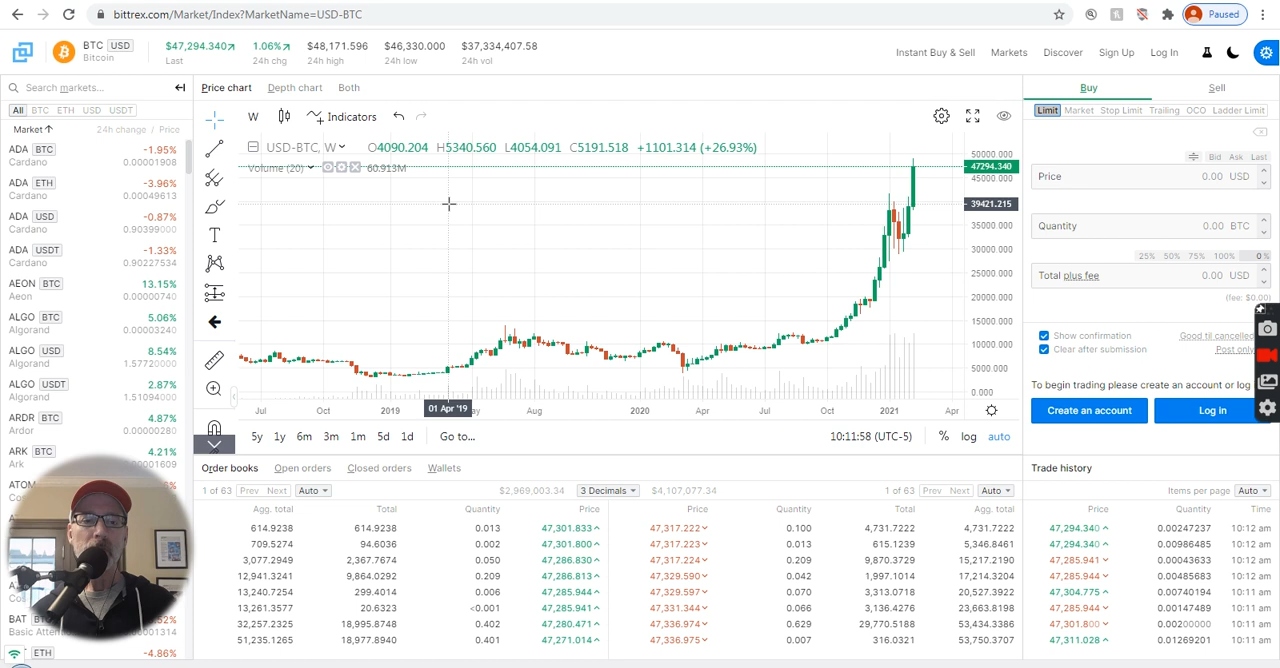 bittrex.com/Market/Index?MarketName=USD-BTC
Paused
BTC USD
Bitcoin
$47,294.340
Last
1.06%
24h chg
$48,171.596
24h high
$46,330.000
24h low
$37,334,407.58
24h vol
Instant Buy & Sell Markets Discover Sign Up Log In
Search markets...
All BTC ETH USD USDT
Market 24h change / Price
ADA BTC -1.95%
Cardano 0.00001908
ADA ETH -3.96%
Cardano 0.00049613
ADA USD -0.87%
Cardano 0.90399000
ADA USDT -1.33%
Cardano 0.90227534
AEON BTC 13.15%
Aeon 0.00000740
ALGO BTC 5.06%
Algorand 0.00003240
ALGO USD 8.54%
Algorand 1.57720000
ALGO USDT 2.87%
Algorand 1.51094000
ARDR BTC 4.87%
Ardor 0.00000280
ARK BTC 4.21%
Ark 0.00001609
ATOM
BAT
Basic Atten 0.00001314
ETH -4.86%
Price chart Depth chart Both
W Indicators
USD-BTC, W O4090.204 H5340.560 L4054.091 C5191.518 +1101.314 (+26.93%)
Volume (20) 60.913M
50000.000
47294.340
45000.000
39421.215
35000.000
30000.000
25000.000
20000.000
15000.000
10000.000
5000.000
0.000
Jul Oct 2019 01 Apr '19 Aug 2020 Apr Jul Oct 2021 Apr
5y 1y 6m 3m 1m 5d 1d Go to... 10:11:58 (UTC-5) % log auto
Order books Open orders Closed orders Wallets
1 of 63 Prev Next Auto $2,969,003.34 3 Decimals $4,107,077.34 1 of 63 Prev Next Auto
Agg. total Total Quantity Price Price Quantity Total Agg. total
614.9238 614.9238 0.013 47,301.833 47,317.222 0.100 4,731.7222 4,731.7222
709.5274 94.6036 0.002 47,301.800 47,317.223 0.013 615.1239 5,346.8461
3,077.2949 2,367.7674 0.050 47,286.830 47,317.224 0.209 9,870.3729 15,217.2190
12,941.3241 9,864.0292 0.209 47,286.813 47,329.590 0.042 1,997.1014 17,214.3204
13,240.7254 299.4014 0.006 47,285.944 47,329.597 0.070 3,313.0718 20,527.3922
13,261.3577 20.6323 <0.001 47,285.941 47,331.344 0.066 3,136.4276 23,663.8198
32,257.2325 18,995.8748 0.402 47,280.471 47,336.974 0.629 29,770.5188 53,434.3386
51,235.1265 18,977.8940 0.401 47,271.014 47,336.975 0.007 316.0321 53,750.3707
Buy Sell
Limit Market Stop Limit Trailing OCO Ladder Limit
Bid Ask Last
Price 0.00 USD
Quantity 0.00 BTC
25% 50% 75% 100% 0 %
Total plus fee 0.00 USD
(fee: $0.00)
Show confirmation Good til cancelled
Clear after submission Post only
To begin trading please create an account or log
Create an account Log in
Trade history
Items per page Auto
Price Quantity Time
47,294.340 0.00247237 10:12 am
47,294.340 0.00986485 10:12 am
47,285.941 0.00043633 10:12 am
47,285.944 0.00485683 10:12 am
47,304.775 0.00740194 10:11 am
47,285.944 0.00147489 10:11 am
47,301.800 0.00200000 10:11 am
47,311.028 0.01269201 10:11 am